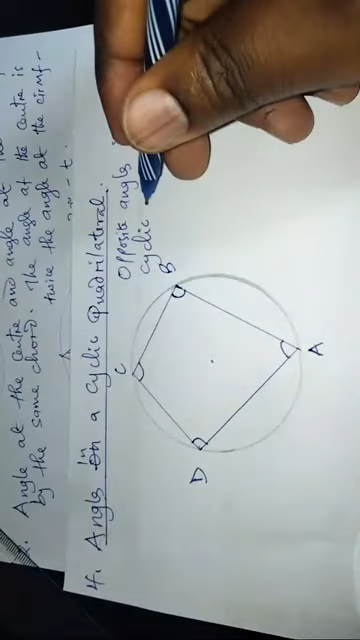 Angle at the centre and angle at the
by the same chord. The angle at the centre is
twice the angle at the circumf-
4. Angles in a Cyclic Quadrilateral.
Opposite angles
cyclic
B
C
A
D